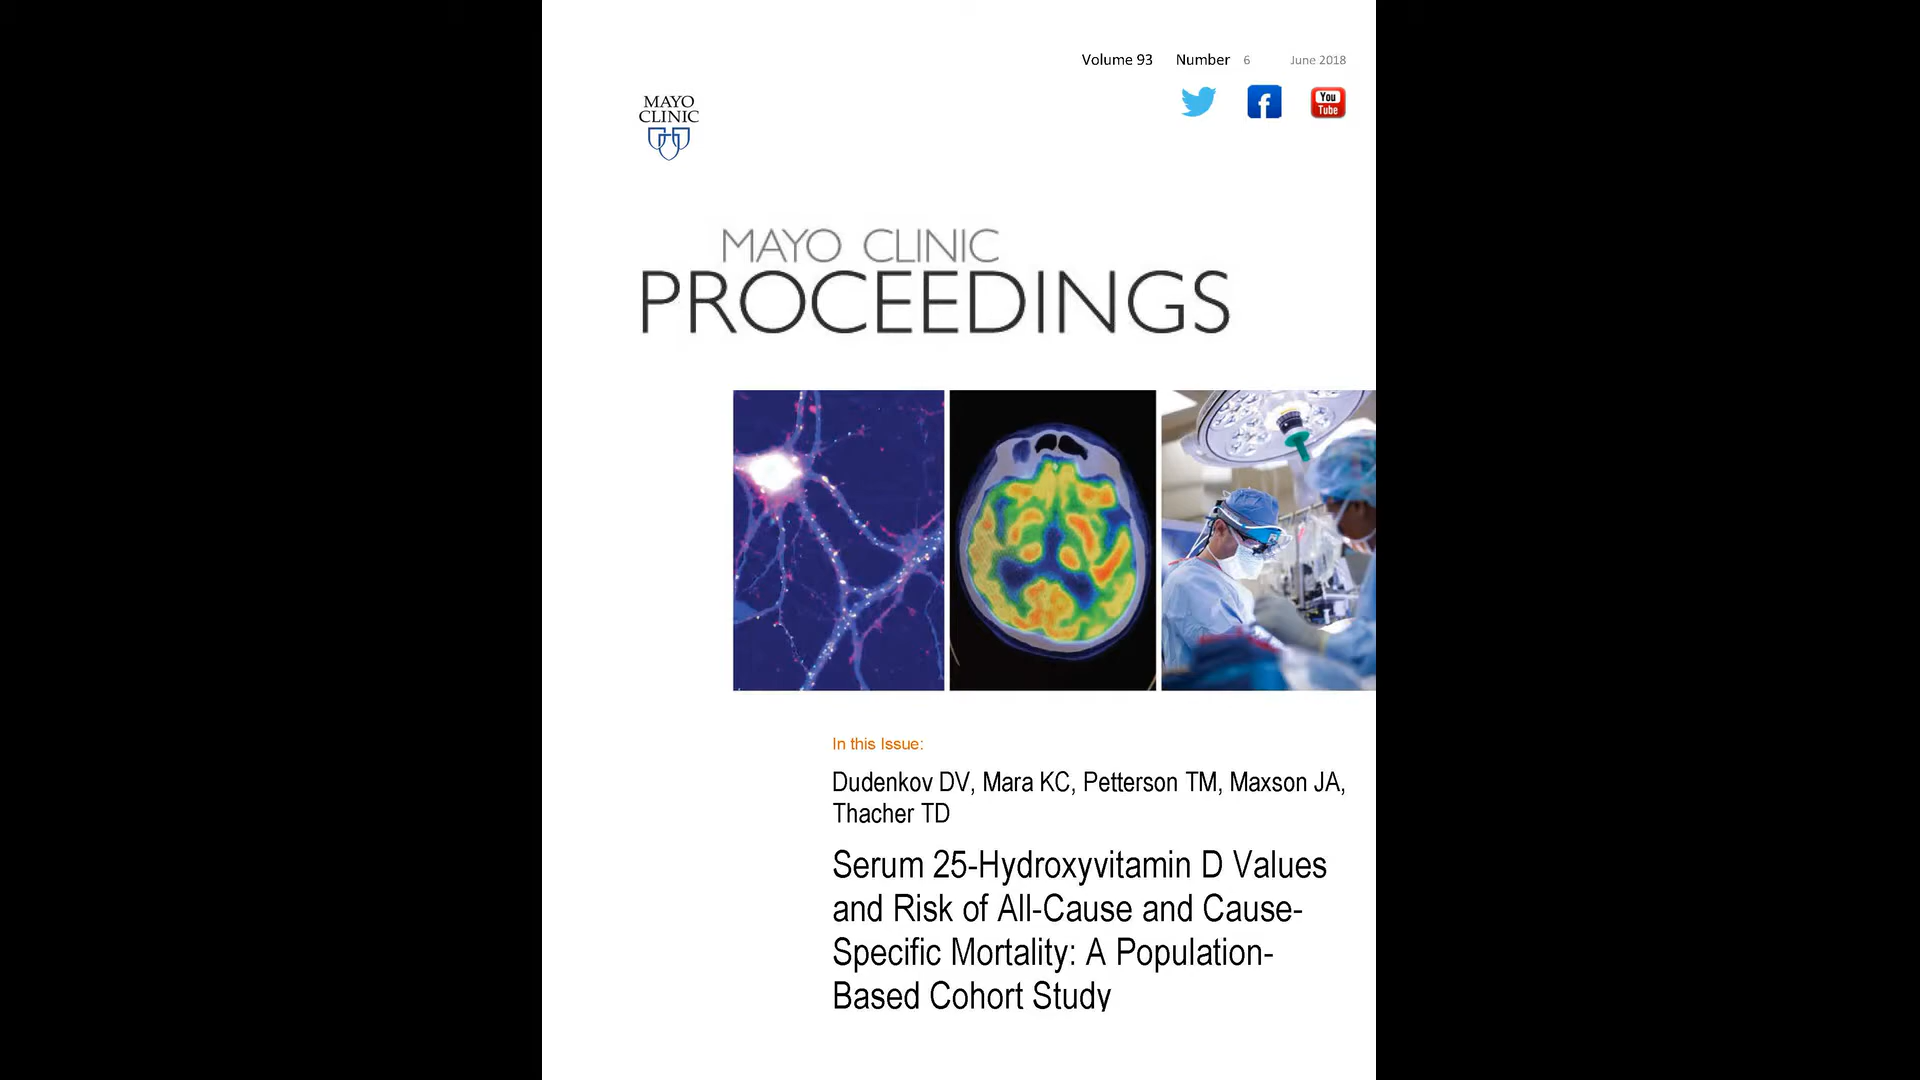 Volume 93 Number 6 June 2018
You
Tube
MAYO
CLINIC
MAYO CLINIC
PROCEEDINGS
In this Issue:
Dudenkov DV, Mara KC, Petterson TM, Maxson JA,
Thacher TD
Serum 25-Hydroxyvitamin D Values
and Risk of All-Cause and Cause-
Specific Mortality: A Population-
Based Cohort Study